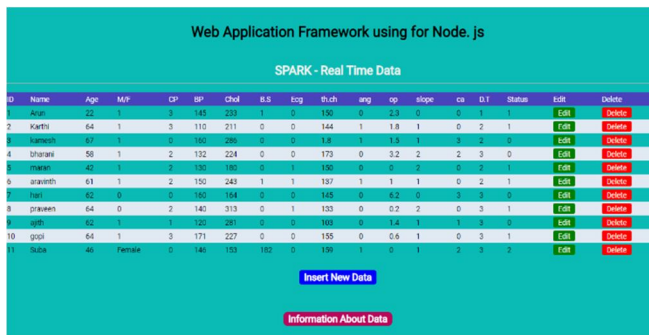 Web Application Framework using for Node. js
SPARK - Real Time Data
ID Name Age M/F CP BP Chol B.S Ecg th.ch ang op slope ca D.T Status Edit Delete
1 Arun 22 1 3 145 233 1 0 150 0 2.3 0 0 1 1 Edit Delete
2 Karthi 64 1 3 110 211 0 0 144 1 1.8 1 0 2 1 Edit Delete
3 kamesh 67 1 0 160 286 0 0 1.8 1 1.5 1 3 2 0 Edit Delete
4 bharani 58 1 2 132 224 0 0 173 0 3.2 2 2 3 0 Edit Delete
5 maran 42 1 2 130 180 0 1 150 0 0 2 0 2 1 Edit Delete
6 aravinth 61 1 2 150 243 1 1 137 1 1 1 0 2 1 Edit Delete
7 hari 62 0 0 160 164 0 0 145 0 6.2 0 3 3 0 Edit Delete
8 praveen 64 0 2 140 313 0 1 133 0 0.2 2 0 3 1 Edit Delete
9 ajith 62 1 1 120 281 0 0 103 0 1.4 1 1 3 0 Edit Delete
10 gopi 64 1 3 171 227 0 0 155 0 0.6 1 0 3 1 Edit Delete
11 Suba 46 Female 0 146 153 182 0 159 1 0 1 2 3 2 Edit Delete
Insert New Data
Information About Data